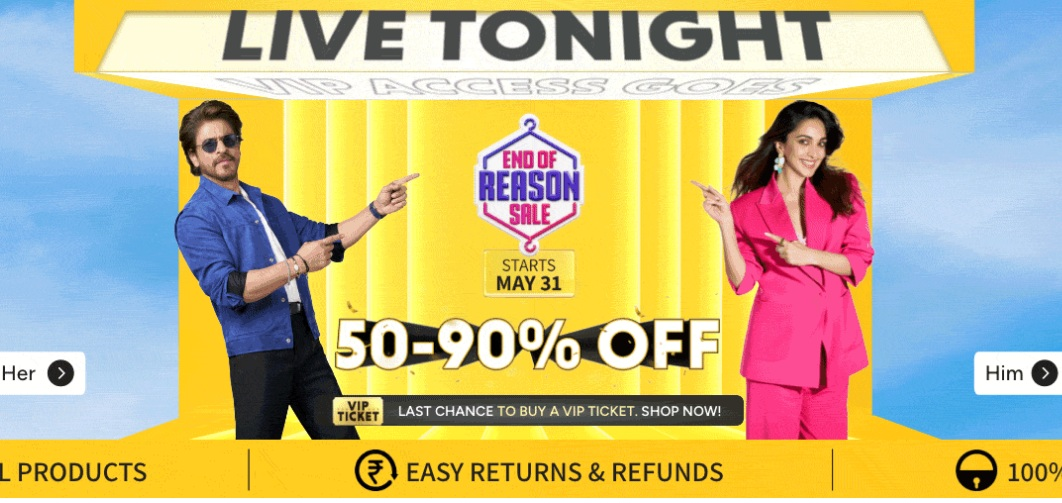 LIVE TONIGHT
VIP ACCESS GOES
END OF
REASON
SALE
STARTS
MAY 31
50-90% OFF
Her
Him
VIP
TICKET
LAST CHANCE TO BUY A VIP TICKET. SHOP NOW!
L PRODUCTS
EASY RETURNS & REFUNDS
100%